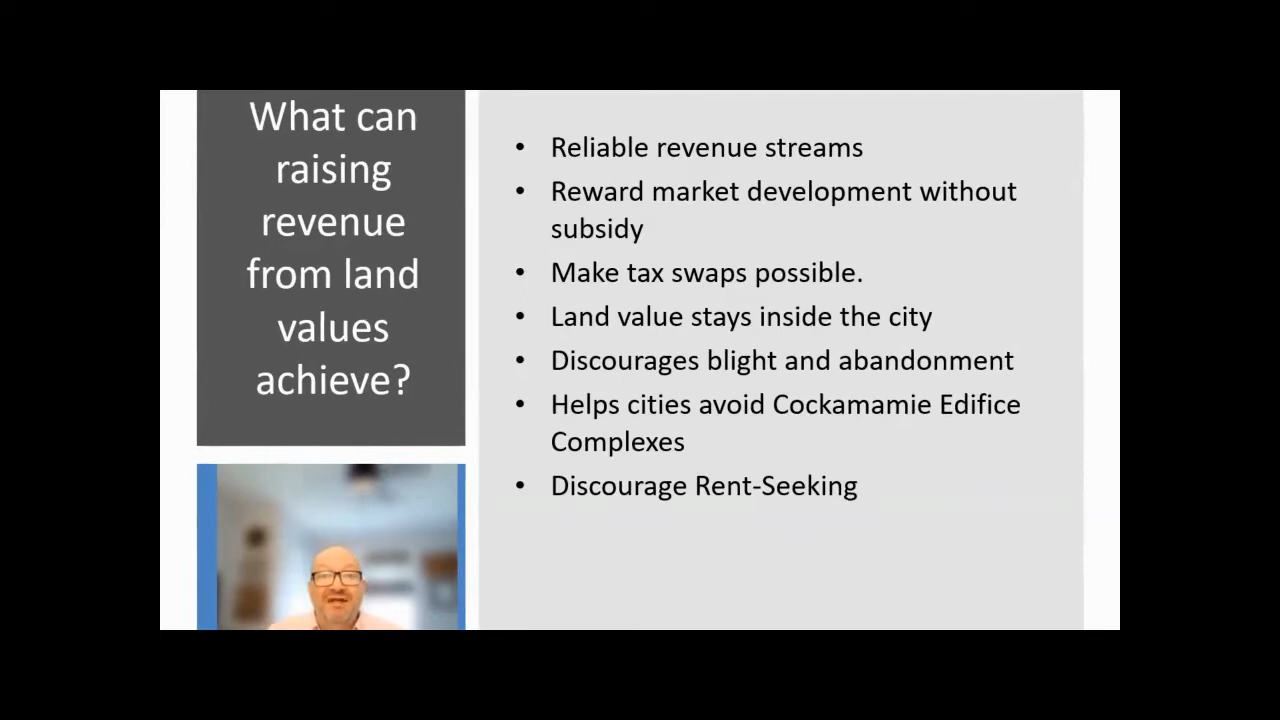 What can
raising
revenue
from land
values
achieve?
• Reliable revenue streams
• Reward market development without
subsidy
• Make tax swaps possible.
• Land value stays inside the city
• Discourages blight and abandonment
• Helps cities avoid Cockamamie Edifice
Complexes
• Discourage Rent-Seeking